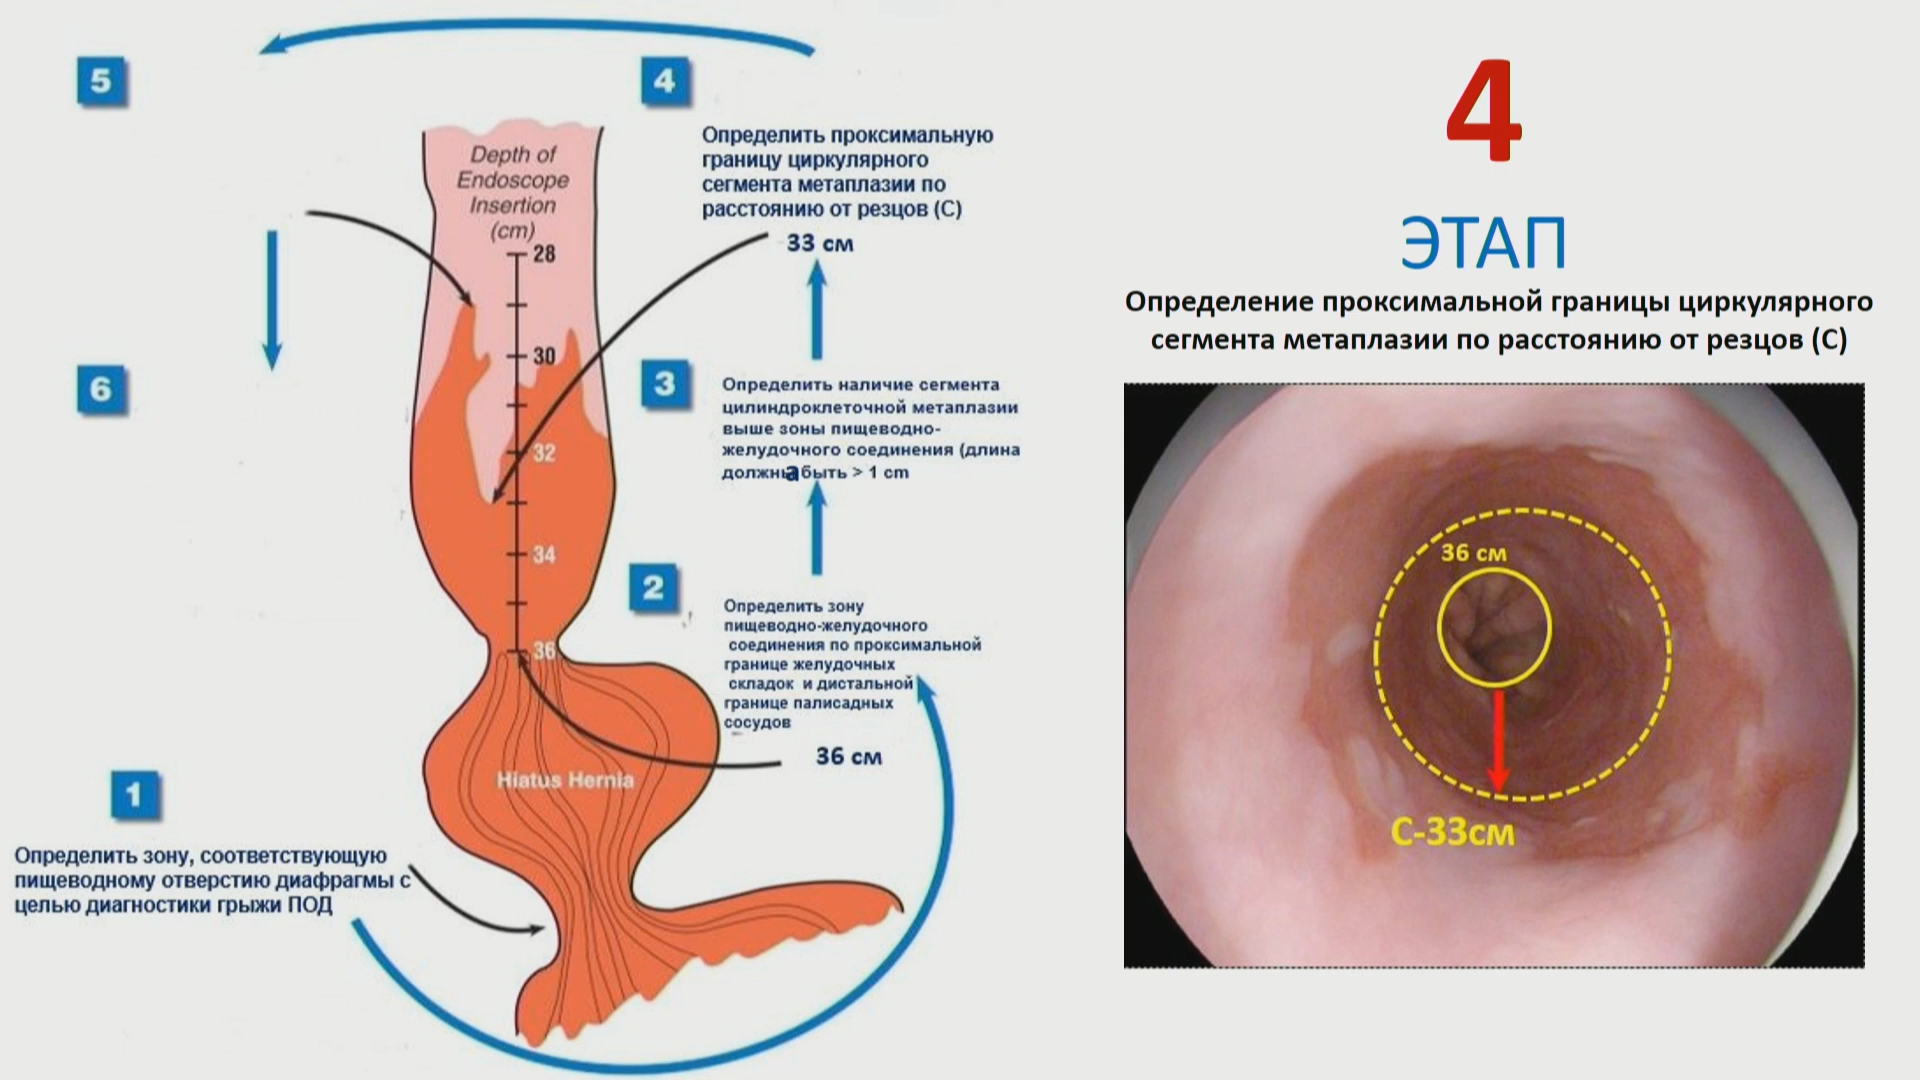 5
4
Определить проксимальную
границу циркулярного
сегмента метаплазии по
расстоянию от резцов (С)
33 см
Depth of
Endoscope
Insertion
(cm)
28
30
32
34
36
6
3
Определить наличие сегмента
цилиндроклеточной метаплазии
выше зоны пищеводно-
желудочного соединения (длина
должна быть > 1 cm
2
Определить зону
пищеводно-желудочного
соединения по проксимальной
границе желудочных
складок и дистальной
границе палисадных
сосудов
36 см
Hiatus Hernia
1
Определить зону, соответствующую
пищеводному отверстию диафрагмы с
целью диагностики грыжи ПОД
4
ЭТАП
Определение проксимальной границы циркулярного
сегмента метаплазии по расстоянию от резцов (С)
36 см
С-33см